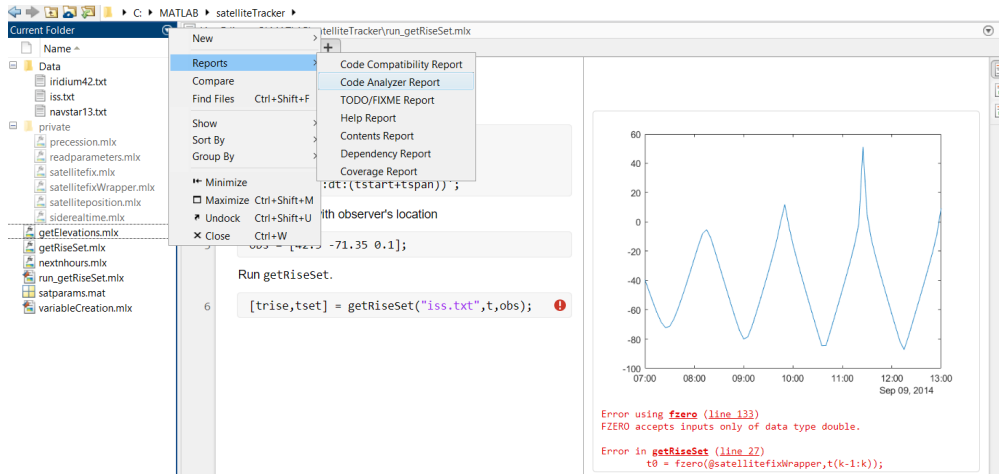 C: ▸ MATLAB ▸ satelliteTracker ▸
Current Folder
Name
Data
iridium42.txt
iss.txt
navstar13.txt
private
precession.mlx
readparameters.mlx
satellitefix.mlx
satellitefixWrapper.mlx
satelliteposition.mlx
siderealtime.mlx
getElevations.mlx
getRiseSet.mlx
nextnhours.mlx
run_getRiseSet.mlx
satparams.mat
variableCreation.mlx
New
Reports
Compare
Find Files Ctrl+Shift+F
Show
Sort By
Group By
Minimize
Maximize Ctrl+Shift+M
Undock Ctrl+Shift+U
Close Ctrl+W
Code Compatibility Report
Code Analyzer Report
TODO/FIXME Report
Help Report
Contents Report
Dependency Report
Coverage Report
telliteTracker\run_getRiseSet.mlx
+
:dt:(tstart+tspan))';
ith observer's location
obs = [42.3 -71.35 0.1];
Run getRiseSet.
6 [trise,tset] = getRiseSet("iss.txt",t,obs);
60
40
20
0
-20
-40
-60
-80
-100
07:00 08:00 09:00 10:00 11:00 12:00 13:00
Sep 09, 2014
Error using fzero (line 133)
FZERO accepts inputs only of data type double.
Error in getRiseSet (line 27)
t0 = fzero(@satellitefixWrapper,t(k-1:k));